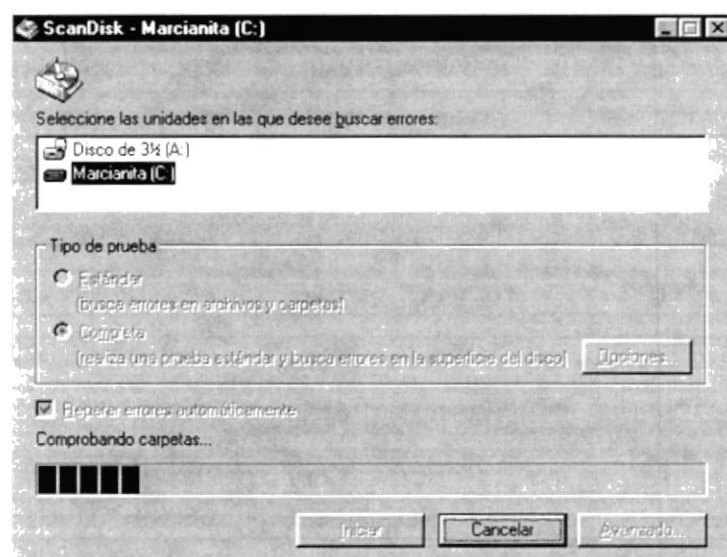 ScanDisk - Marcianita (C:)
Seleccione las unidades en las que desee buscar errores:
Disco de 3½ (A:)
Marcianita (C:)
Tipo de prueba
Estándar
(busca errores en archivos y carpetas)
Completa
(realiza una prueba estándar y busca errores en la superficie del disco)
Opciones...
Reparar errores automáticamente
Comprobando carpetas...
Iniciar
Cancelar
Avanzado...